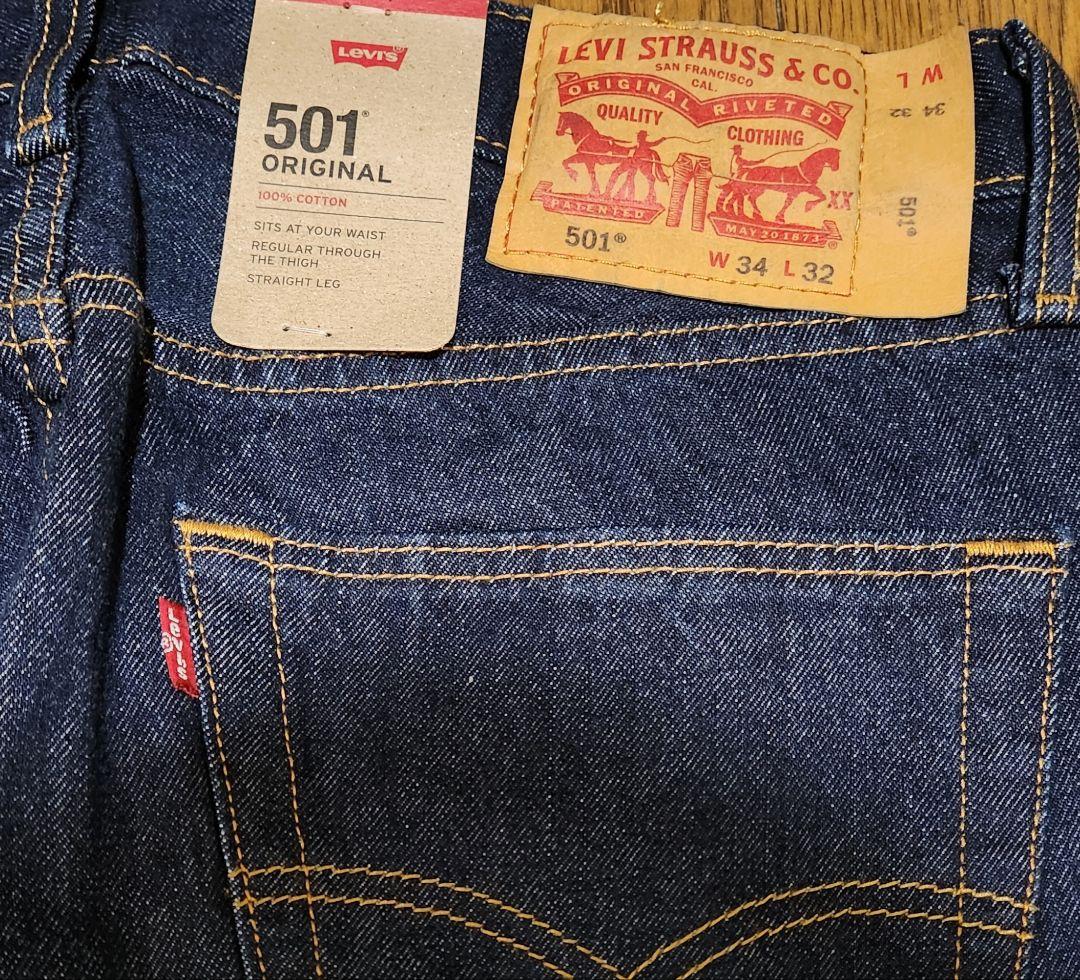 Levi's®
501®
ORIGINAL
100% COTTON
SITS AT YOUR WAIST
REGULAR THROUGH
THE THIGH
STRAIGHT LEG
LEVI STRAUSS & CO.
SAN FRANCISCO
CAL.
ORIGINAL RIVETED
QUALITY CLOTHING
XX
PATENTED MAY 20 1873
501®
W 34 L 32
W L
34 32
501®
Levi's®